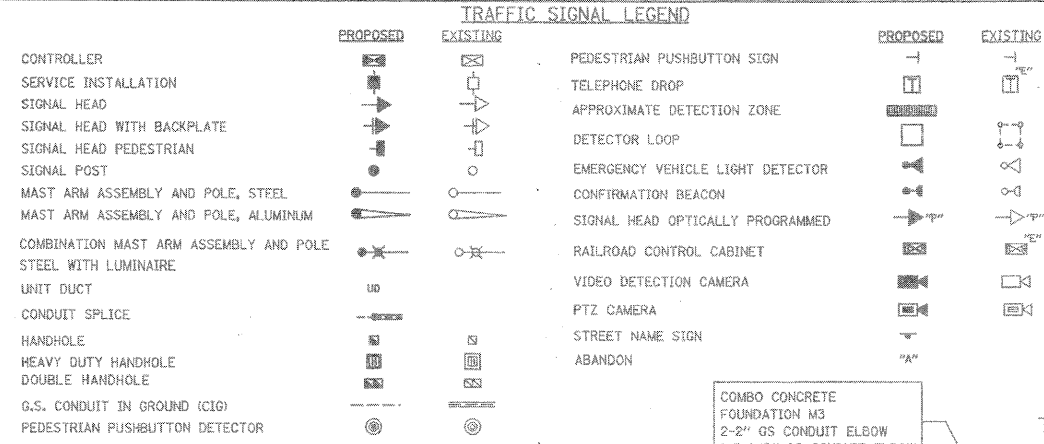 TRAFFIC SIGNAL LEGEND
PROPOSED EXISTING
CONTROLLER
SERVICE INSTALLATION
SIGNAL HEAD
SIGNAL HEAD WITH BACKPLATE
SIGNAL HEAD PEDESTRIAN
SIGNAL POST
MAST ARM ASSEMBLY AND POLE, STEEL
MAST ARM ASSEMBLY AND POLE, ALUMINUM
COMBINATION MAST ARM ASSEMBLY AND POLE
STEEL WITH LUMINAIRE
UNIT DUCT UD
CONDUIT SPLICE
HANDHOLE
HEAVY DUTY HANDHOLE H H
DOUBLE HANDHOLE
G.S. CONDUIT IN GROUND (CIG)
PEDESTRIAN PUSHBUTTON DETECTOR
PROPOSED EXISTING
PEDESTRIAN PUSHBUTTON SIGN
TELEPHONE DROP T T "E"
APPROXIMATE DETECTION ZONE
DETECTOR LOOP
EMERGENCY VEHICLE LIGHT DETECTOR
CONFIRMATION BEACON
SIGNAL HEAD OPTICALLY PROGRAMMED "P" "P"
RAILROAD CONTROL CABINET "E"
VIDEO DETECTION CAMERA
PTZ CAMERA
STREET NAME SIGN
ABANDON "A"
COMBO CONCRETE
FOUNDATION M3
2-2" GS CONDUIT ELBOW